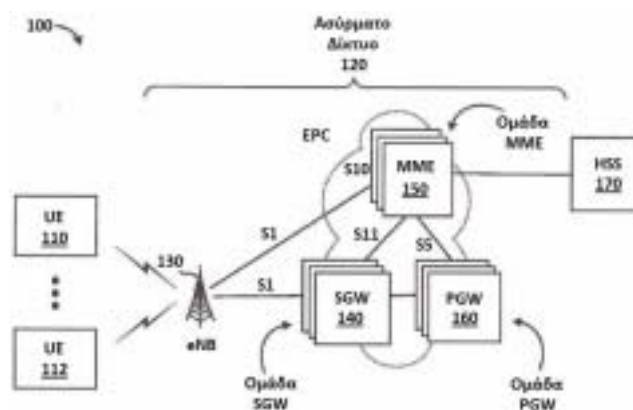 100
Ασύρματο
Δίκτυο
120
EPC
Ομάδα
MME
S10
MME
150
HSS
170
UE
110
S1
S11
S5
130
S1
SGW
140
PGW
160
eNB
UE
112
Ομάδα
SGW
Ομάδα
PGW